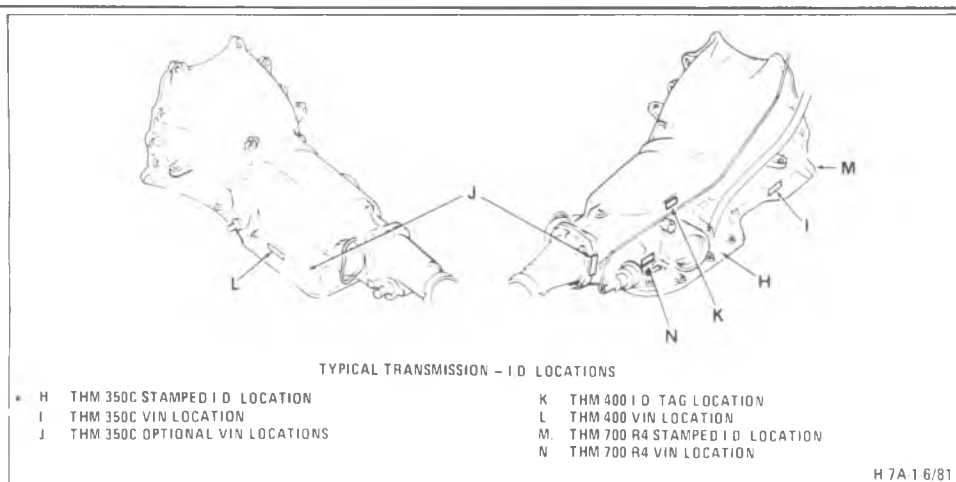 M
J
I
L
H
K
N
TYPICAL TRANSMISSION – I.D. LOCATIONS
H THM 350C STAMPED I.D. LOCATION
I THM 350C VIN LOCATION
J THM 350C OPTIONAL VIN LOCATIONS
K THM 400 I.D. TAG LOCATION
L THM 400 VIN LOCATION
M. THM 700 R4 STAMPED I.D. LOCATION
N THM 700 R4 VIN LOCATION
H 7A-1-6/81